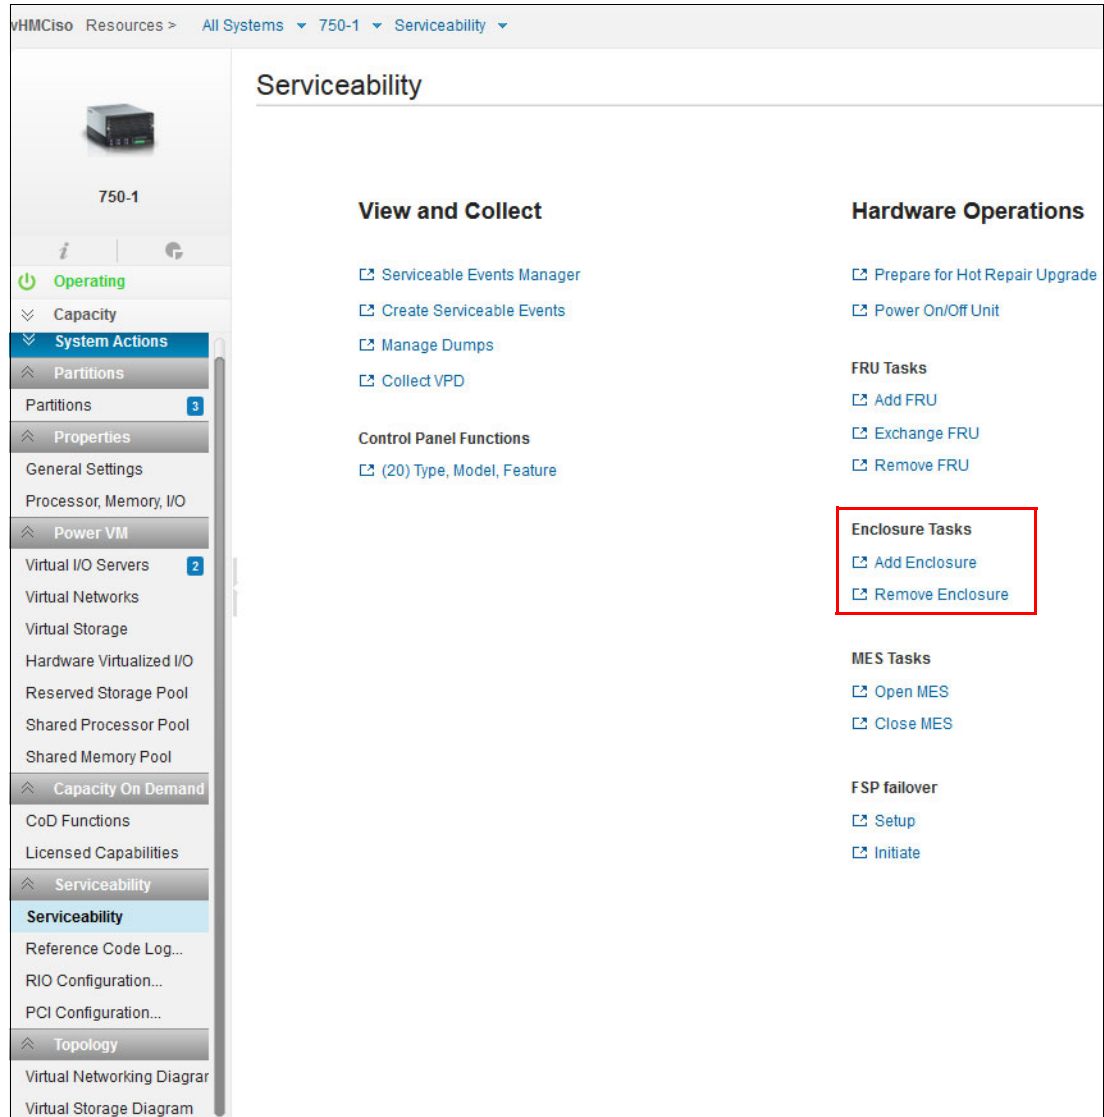 vHMCiso Resources > All Systems 750-1 Serviceability
750-1
Operating
Capacity
System Actions
Partitions
Partitions 3
Properties
General Settings
Processor, Memory, I/O
Power VM
Virtual I/O Servers 2
Virtual Networks
Virtual Storage
Hardware Virtualized I/O
Reserved Storage Pool
Shared Processor Pool
Shared Memory Pool
Capacity On Demand
CoD Functions
Licensed Capabilities
Serviceability
Serviceability
Reference Code Log...
RIO Configuration...
PCI Configuration...
Topology
Virtual Networking Diagrar
Virtual Storage Diagram
Serviceability
View and Collect
Serviceable Events Manager
Create Serviceable Events
Manage Dumps
Collect VPD
Control Panel Functions
(20) Type, Model, Feature
Hardware Operations
Prepare for Hot Repair Upgrade
Power On/Off Unit
FRU Tasks
Add FRU
Exchange FRU
Remove FRU
Enclosure Tasks
Add Enclosure
Remove Enclosure
MES Tasks
Open MES
Close MES
FSP failover
Setup
Initiate